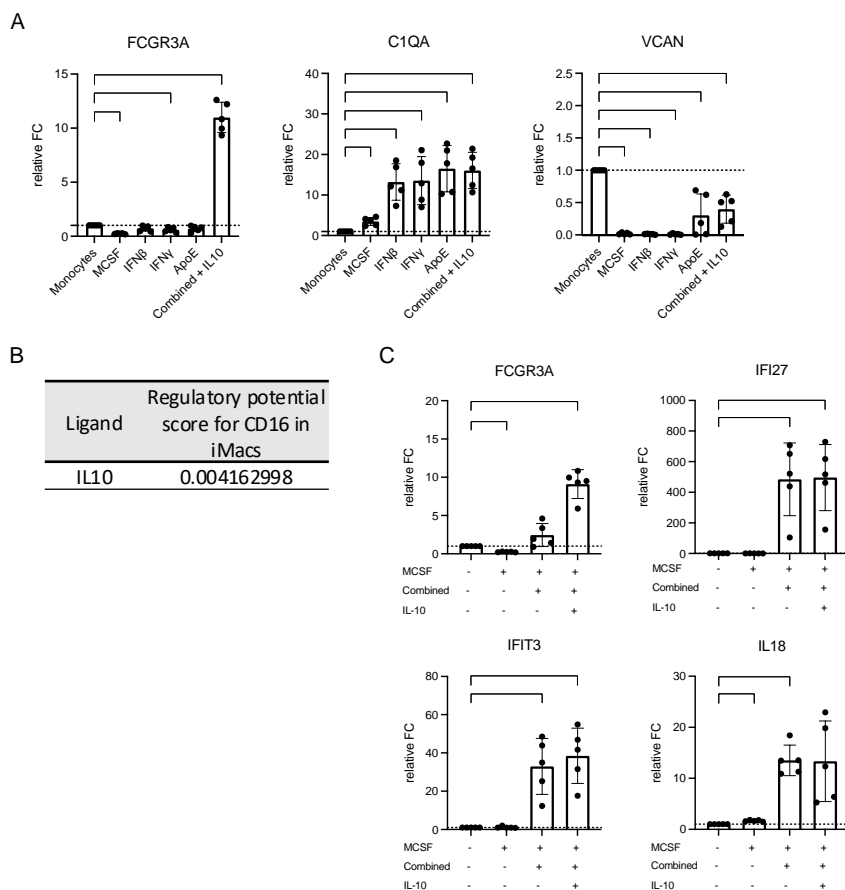 A
FCGR3A
relative FC
15
10
5
1
0
Monocytes
MCSF
IFNβ
IFNγ
ApoE
Combined + IL10
C1QA
relative FC
40
30
20
10
1
0
Monocytes
MCSF
IFNβ
IFNγ
ApoE
Combined + IL10
VCAN
relative FC
2.5
2.0
1.5
1.0
0.5
0.0
Monocytes
MCSF
IFNβ
IFNγ
ApoE
Combined + IL10
B
Ligand
Regulatory potential
score for CD16 in
iMacs
IL10
0.004162998
C
FCGR3A
relative FC
20
15
10
5
1
0
MCSF - + + +
Combined - - + +
IL-10 - - - +
IFI27
relative FC
1000
800
600
400
200
0
MCSF - + + +
Combined - - + +
IL-10 - - - +
IFIT3
relative FC
80
60
40
20
1
0
MCSF - + + +
Combined - - + +
IL-10 - - - +
IL18
relative FC
30
20
10
1
0
MCSF - + + +
Combined - - + +
IL-10 - - - +